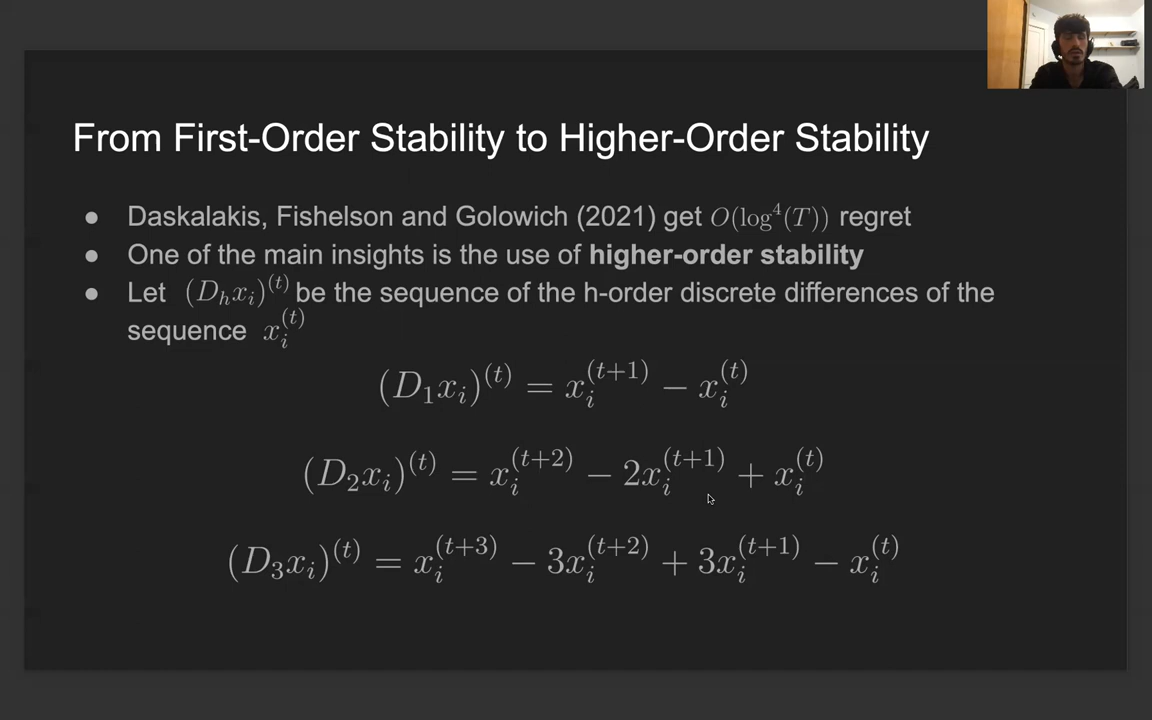 From First-Order Stability to Higher-Order Stability
● Daskalakis, Fishelson and Golowich (2021) get $O(\log^4(T))$ regret
● One of the main insights is the use of higher-order stability
● Let $(D_h x_i)^{(t)}$ be the sequence of the h-order discrete differences of the
sequence $x_i^{(t)}$
$(D_1 x_i)^{(t)} = x_i^{(t+1)} - x_i^{(t)}$
$(D_2 x_i)^{(t)} = x_i^{(t+2)} - 2x_i^{(t+1)} + x_i^{(t)}$
$(D_3 x_i)^{(t)} = x_i^{(t+3)} - 3x_i^{(t+2)} + 3x_i^{(t+1)} - x_i^{(t)}$